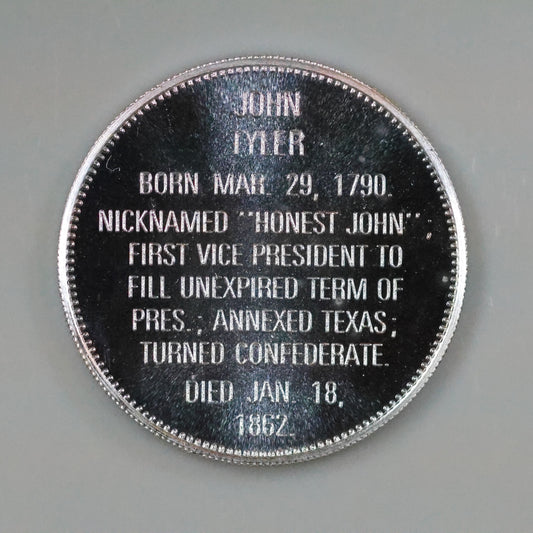 JOHN
TYLER
BORN MAR. 29, 1790.
NICKNAMED "HONEST JOHN";
FIRST VICE PRESIDENT TO
FILL UNEXPIRED TERM OF
PRES.; ANNEXED TEXAS;
TURNED CONFEDERATE.
DIED JAN. 18,
1862.